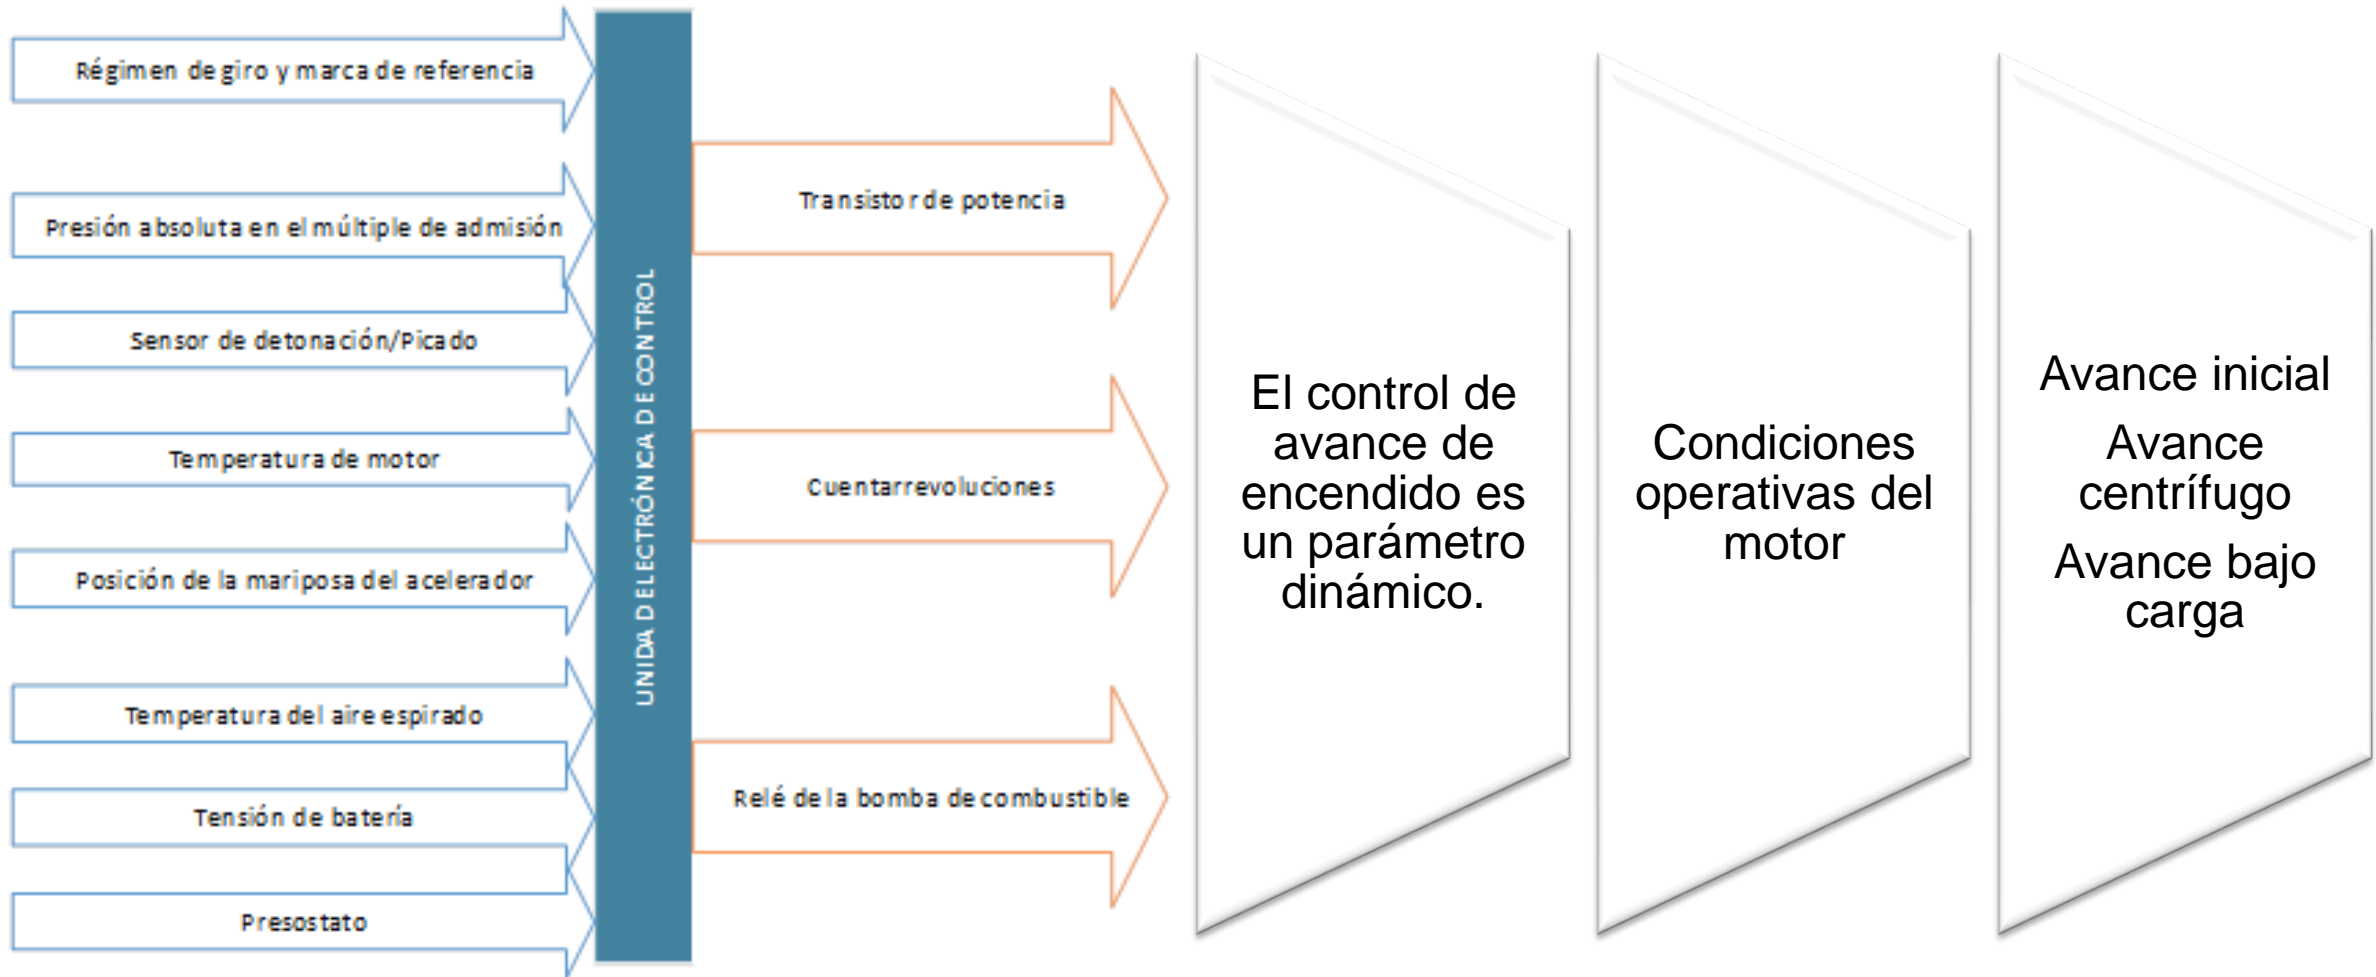 Régimen de giro y marca de referencia
Presión absoluta en el múltiple de admisión
Sensor de detonación/Picado
Temperatura de motor
Posición de la mariposa del acelerador
Temperatura del aire espirado
Tensión de batería
Presostato
UNIDAD ELECTRÓNICA DE CONTROL
Transistor de potencia
Cuentarrevoluciones
Relé de la bomba de combustible
El control de
avance de
encendido es
un parámetro
dinámico.
Condiciones
operativas del
motor
Avance inicial
Avance
centrífugo
Avance bajo
carga